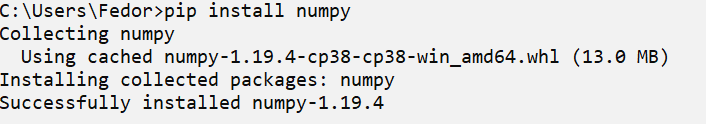 C:\Users\Fedor>pip install numpy
Collecting numpy
  Using cached numpy-1.19.4-cp38-cp38-win_amd64.whl (13.0 MB)
Installing collected packages: numpy
Successfully installed numpy-1.19.4